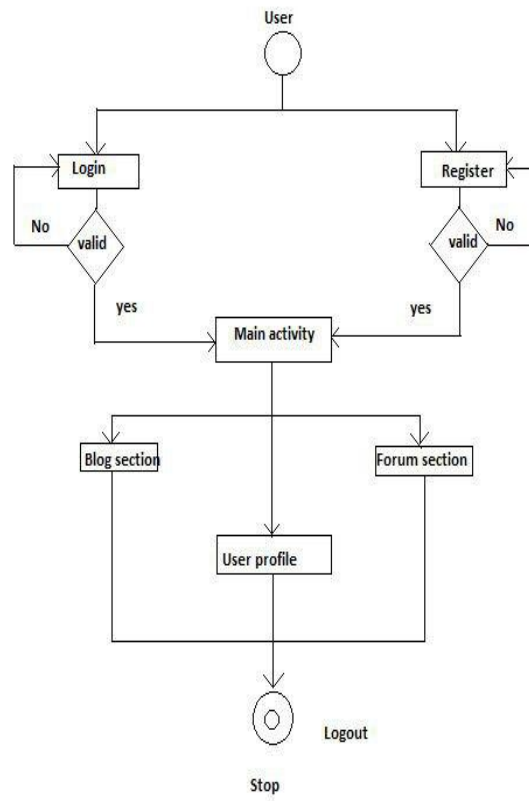 User
Login
Register
No
valid
valid
No
yes
yes
Main activity
Blog section
Forum section
User profile
Logout
Stop